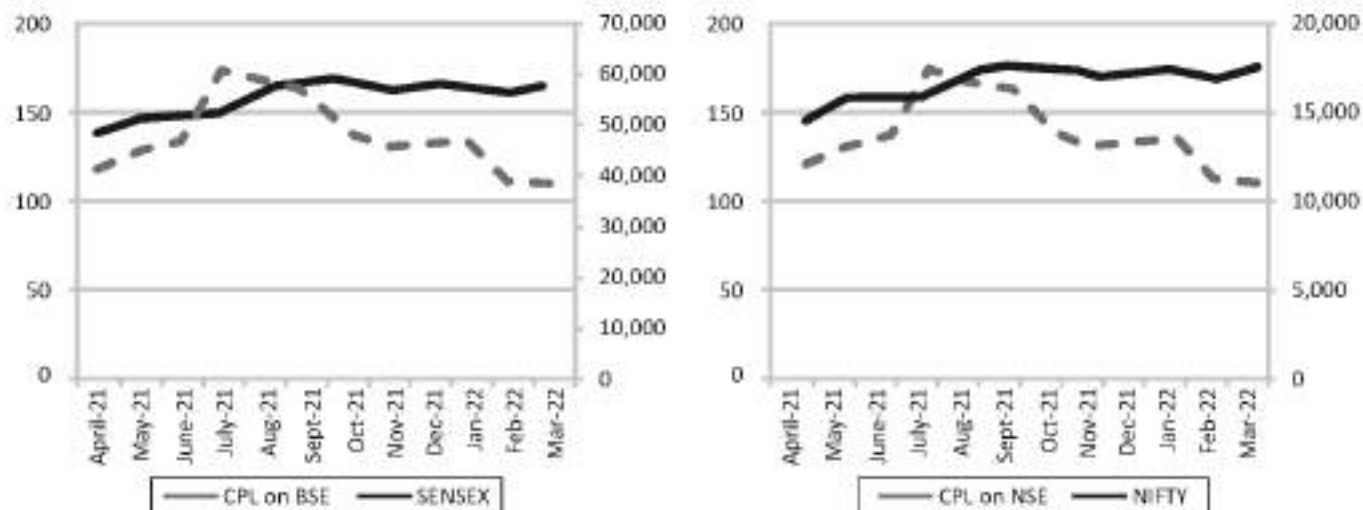 200
150
100
50
0
70,000
60,000
50,000
40,000
30,000
20,000
10,000
0
April-21
May-21
June-21
July-21
Aug-21
Sept-21
Oct-21
Nov-21
Dec-21
Jan-22
Feb-22
Mar-22
CPL on BSE SENSEX
200
150
100
50
0
20,000
15,000
10,000
5,000
0
April-21
May-21
June-21
July-21
Aug-21
Sept-21
Oct-21
Nov-21
Dec-21
Jan-22
Feb-22
Mar-22
CPL on NSE NIFTY